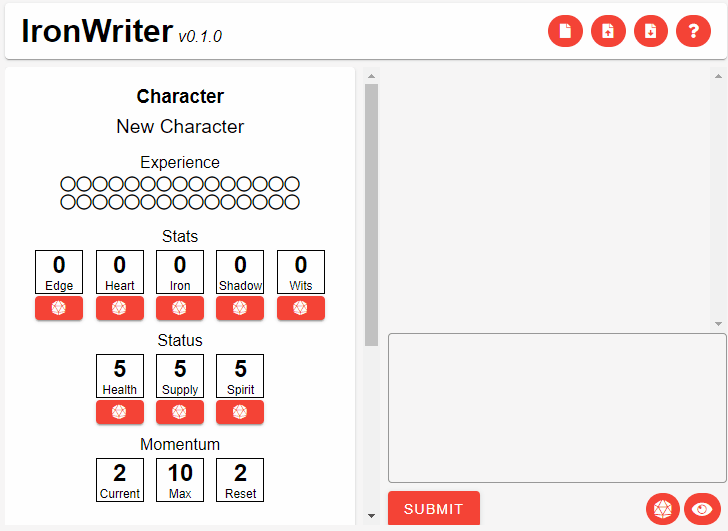 IronWriter v0.1.0
?
Character
New Character
Experience
Stats
0 0 0 0 0
Edge Heart Iron Shadow Wits
Status
5 5 5
Health Supply Spirit
Momentum
2 10 2
Current Max Reset
SUBMIT